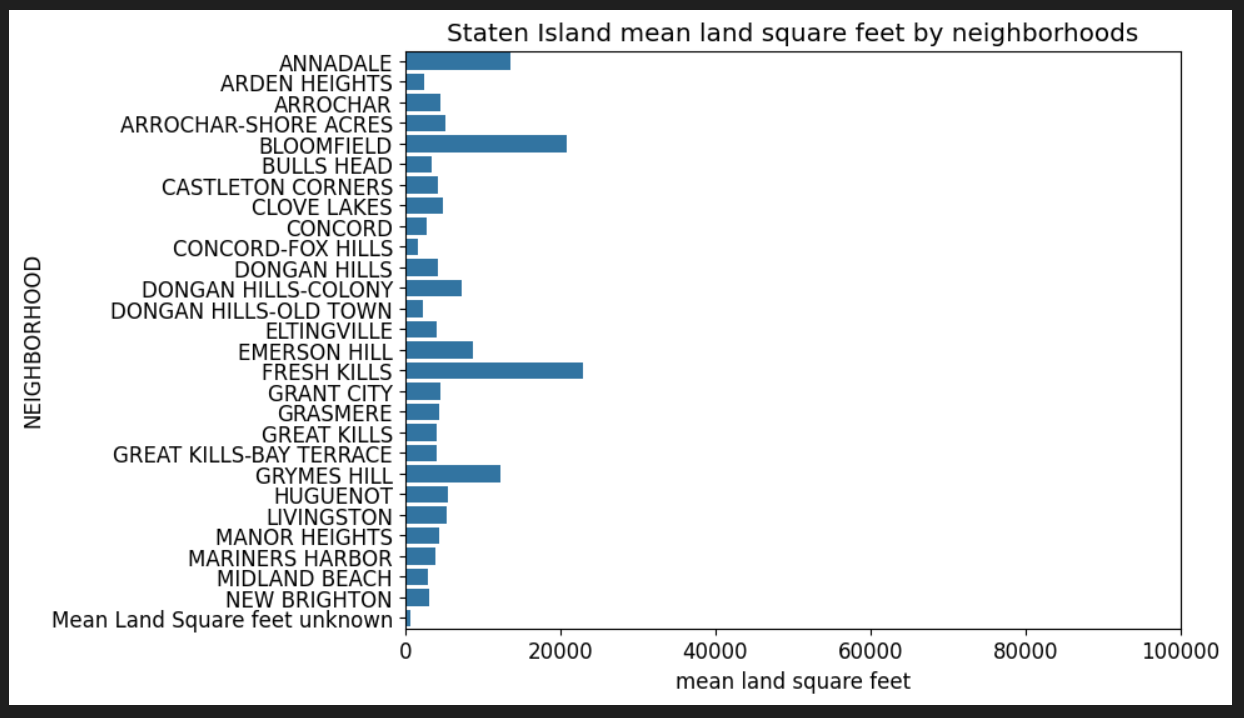 Staten Island mean land square feet by neighborhoods
NEIGHBORHOOD
ANNADALE
ARDEN HEIGHTS
ARROCHAR
ARROCHAR-SHORE ACRES
BLOOMFIELD
BULLS HEAD
CASTLETON CORNERS
CLOVE LAKES
CONCORD
CONCORD-FOX HILLS
DONGAN HILLS
DONGAN HILLS-COLONY
DONGAN HILLS-OLD TOWN
ELTINGVILLE
EMERSON HILL
FRESH KILLS
GRANT CITY
GRASMERE
GREAT KILLS
GREAT KILLS-BAY TERRACE
GRYMES HILL
HUGUENOT
LIVINGSTON
MANOR HEIGHTS
MARINERS HARBOR
MIDLAND BEACH
NEW BRIGHTON
Mean Land Square feet unknown
0 20000 40000 60000 80000 100000
mean land square feet